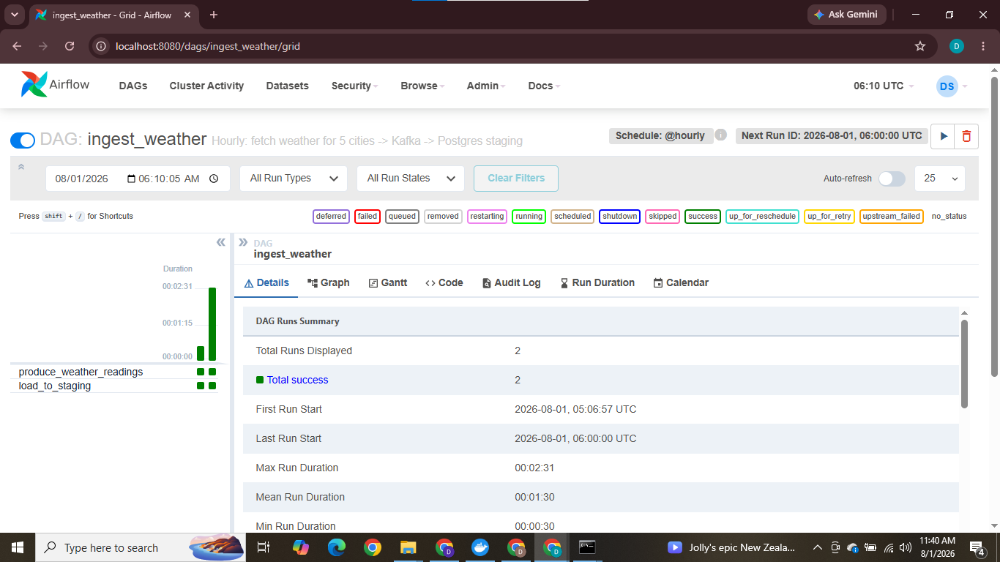 ingest_weather - Grid - Airflow
Ask Gemini
localhost:8080/dags/ingest_weather/grid
D
Airflow DAGs Cluster Activity Datasets Security Browse Admin Docs 06:10 UTC DS
DAG: ingest_weather Hourly: fetch weather for 5 cities -> Kafka -> Postgres staging
Schedule: @hourly Next Run ID: 2026-08-01, 06:00:00 UTC
08/01/2026 06:10:05 AM All Run Types All Run States Clear Filters Auto-refresh 25
Press shift + / for Shortcuts
deferred failed queued removed restarting running scheduled shutdown skipped success up_for_reschedule up_for_retry upstream_failed no_status
Duration
00:02:31
00:01:15
00:00:00
produce_weather_readings
load_to_staging
DAG
ingest_weather
Details Graph Gantt Code Audit Log Run Duration Calendar
DAG Runs Summary
Total Runs Displayed 2
Total success 2
First Run Start 2026-08-01, 05:06:57 UTC
Last Run Start 2026-08-01, 06:00:00 UTC
Max Run Duration 00:02:31
Mean Run Duration 00:01:30
Min Run Duration 00:00:30
Type here to search
D
D
D
Jolly's epic New Zeala...
11:40 AM
8/1/2026
4